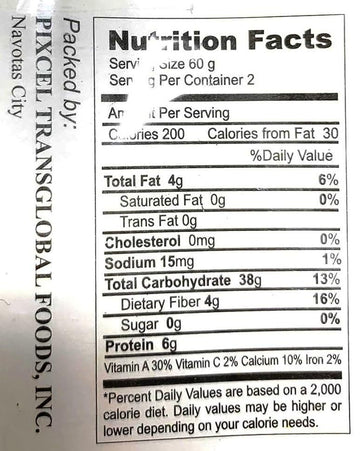 Packed by:
PIXCEL TRANSGLOBAL FOODS, INC.
Navotas City
Nutrition Facts
Size 60 g
Per Container 2
Per Serving
Calories 200 Calories from Fat 30
%Daily Value
Total Fat 4g 6%
Saturated Fat 0g 0%
Trans Fat 0g
Cholesterol 0mg 0%
Sodium 15mg 1%
Total Carbohydrate 38g 13%
Dietary Fiber 4g 16%
Sugar 0g 0%
Protein 6g
Vitamin A 30% Vitamin C 2% Calcium 10% Iron 2%
*Percent Daily Values are based on a 2,000
calorie diet. Daily values may be higher or
lower depending on your calorie needs.